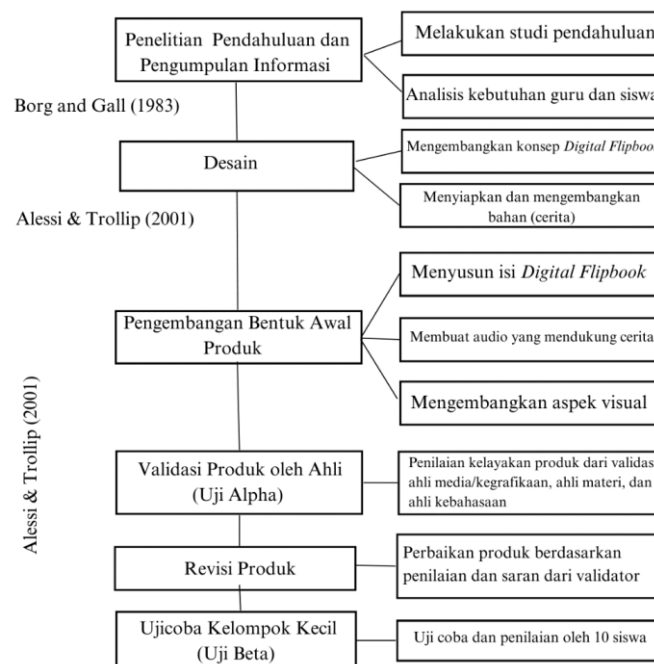 Penelitian Pendahuluan dan
Pengumpulan Informasi
Melakukan studi pendahuluan
Analisis kebutuhan guru dan siswa
Borg and Gall (1983)
Desain
Mengembangkan konsep Digital Flipbook
Menyiapkan dan mengembangkan
bahan (cerita)
Alessi & Trollip (2001)
Pengembangan Bentuk Awal
Produk
Menyusun isi Digital Flipbook
Membuat audio yang mendukung cerita
Mengembangkan aspek visual
Alessi & Trollip (2001)
Validasi Produk oleh Ahli
(Uji Alpha)
Penilaian kelayakan produk dari validasi
ahli media/kegrafikaan, ahli materi, dan
ahli kebahasaan
Revisi Produk
Perbaikan produk berdasarkan
penilaian dan saran dari validator
Ujicoba Kelompok Kecil
(Uji Beta)
Uji coba dan penilaian oleh 10 siswa